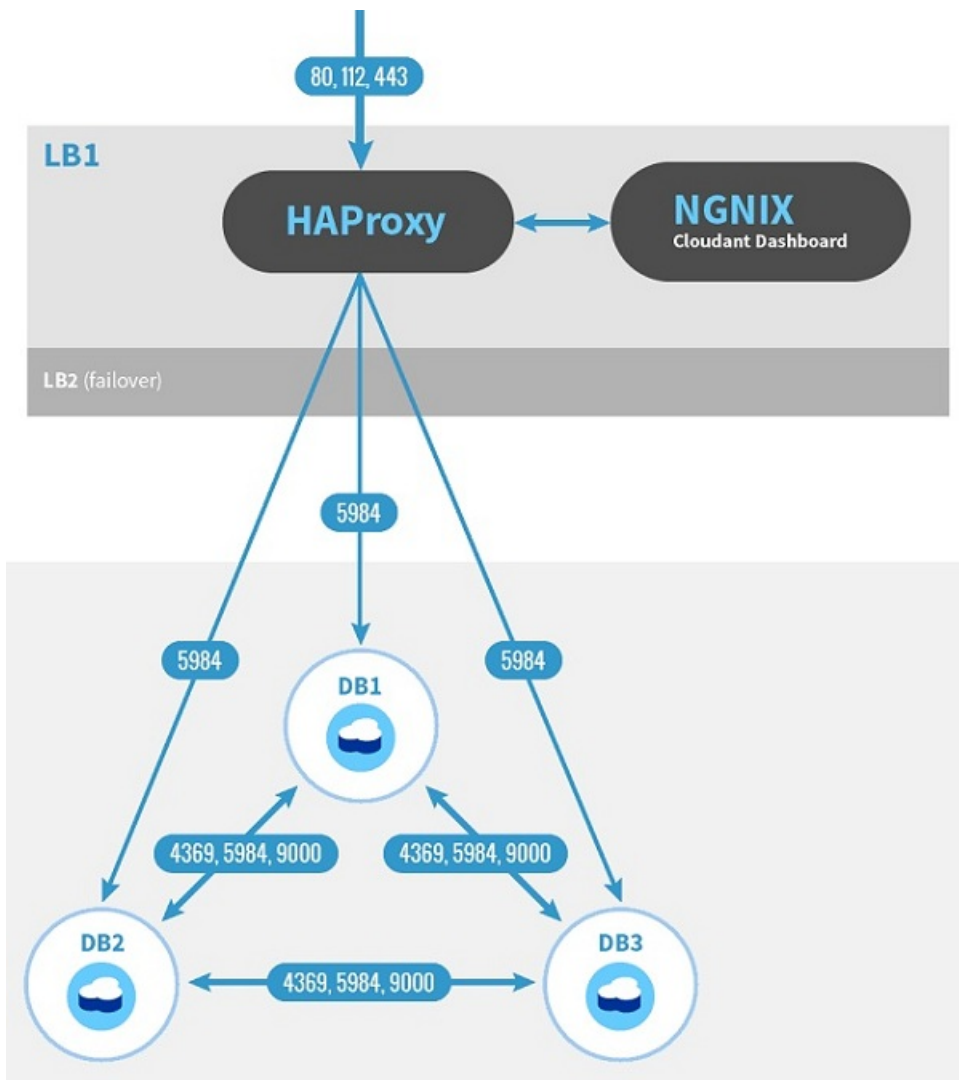 80, 112, 443
LB1
HAProxy
NGNIX
Cloudant Dashboard
LB2 (failover)
5984
5984
5984
DB1
4369, 5984, 9000
4369, 5984, 9000
DB2
DB3
4369, 5984, 9000